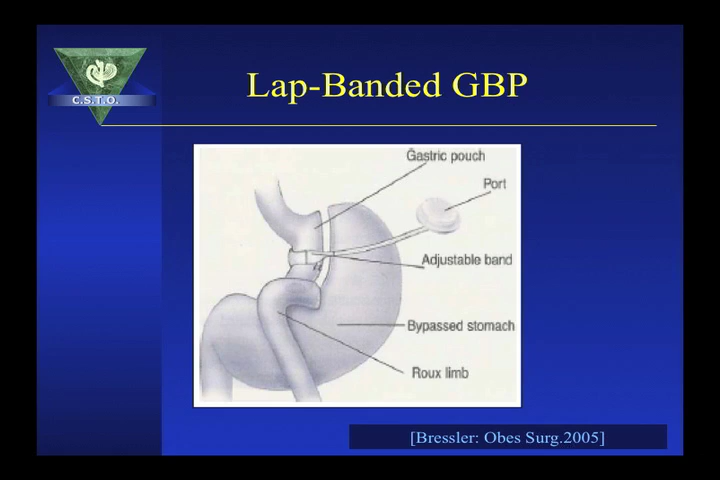 C.S.T.O.
Lap-Banded GBP
Gastric pouch
Port
Adjustable band
Bypassed stomach
Roux limb
[Bressler: Obes Surg.2005]